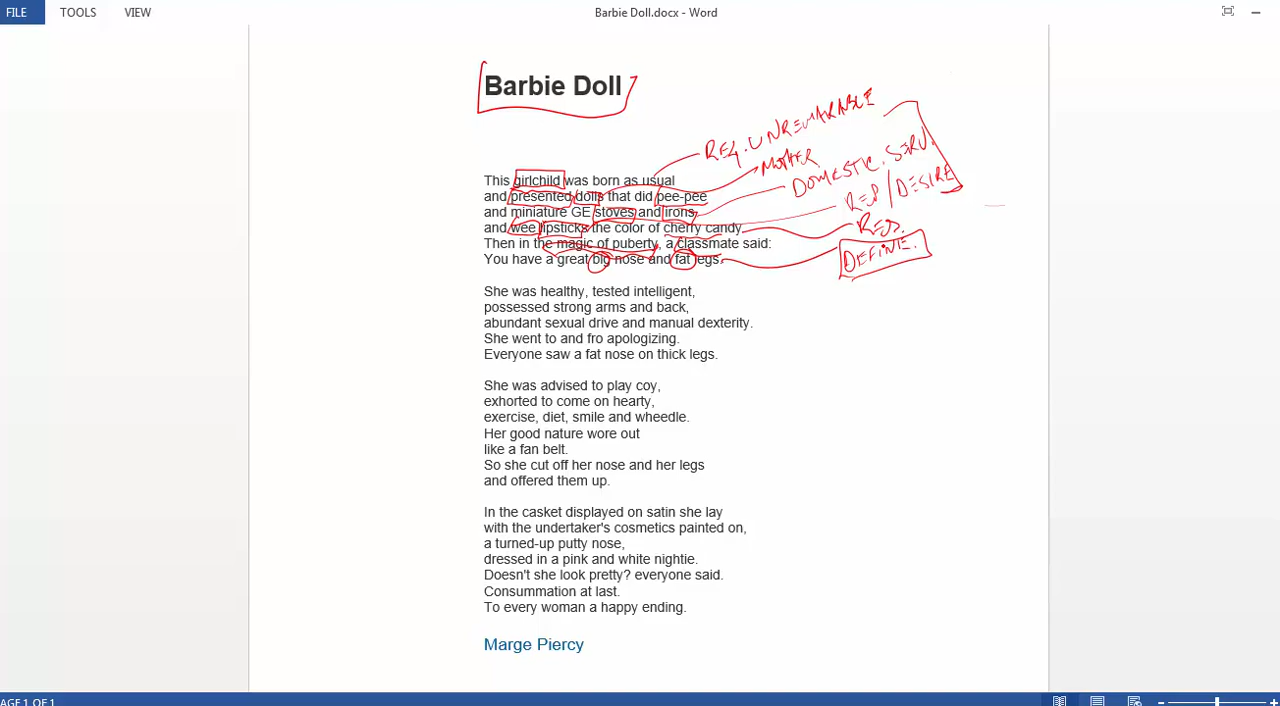 FILE TOOLS VIEW Barbie Doll.docx - Word
Barbie Doll
REG. UNREMARKABLE
MOTHER
DOMESTIC. SERV.
This girlchild was born as usual
and presented dolls that did pee-pee
RED/DESIRE
and miniature GE stoves and irons
and wee lipsticks the color of cherry candy.
RED.
Then in the magic of puberty, a classmate said:
DEFINE.
You have a great big nose and fat legs.
She was healthy, tested intelligent,
possessed strong arms and back,
abundant sexual drive and manual dexterity.
She went to and fro apologizing.
Everyone saw a fat nose on thick legs.
She was advised to play coy,
exhorted to come on hearty,
exercise, diet, smile and wheedle.
Her good nature wore out
like a fan belt.
So she cut off her nose and her legs
and offered them up.
In the casket displayed on satin she lay
with the undertaker's cosmetics painted on,
a turned-up putty nose,
dressed in a pink and white nightie.
Doesn't she look pretty? everyone said.
Consummation at last.
To every woman a happy ending.
Marge Piercy
AGE 1 OF 1